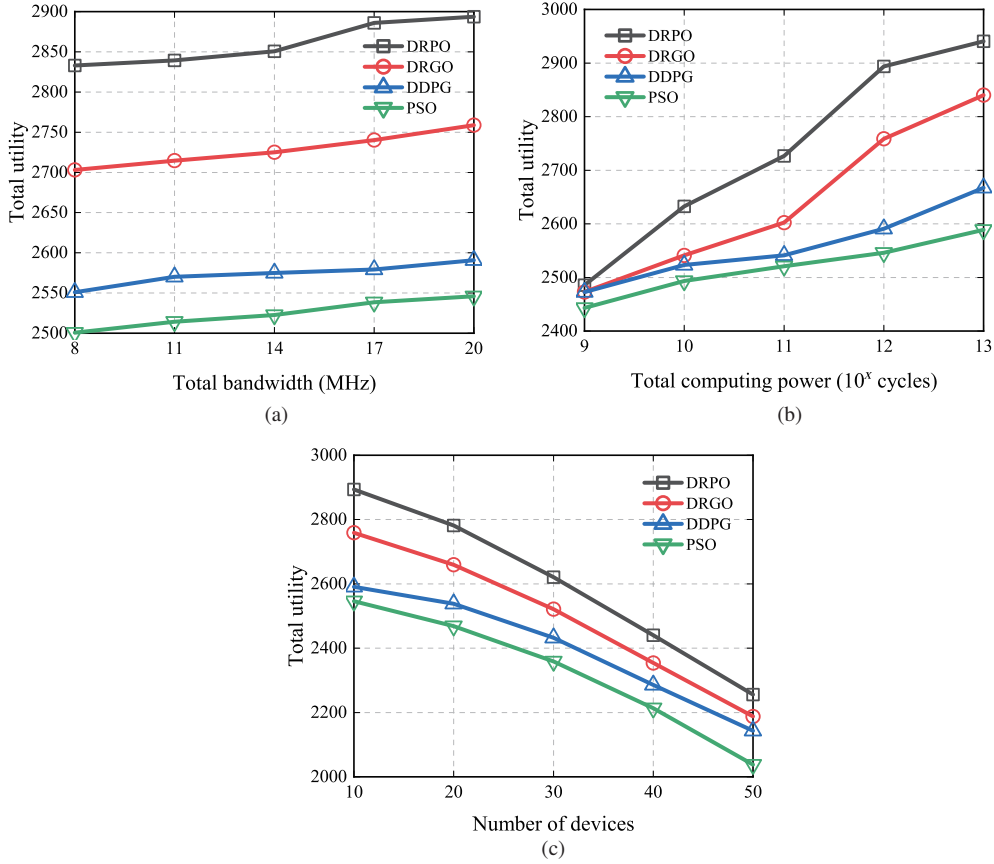 2900
2850
2800
2750
2700
2650
2600
2550
2500
Total utility
DRPO
DRGO
DDPG
PSO
8 11 14 17 20
Total bandwidth (MHz)
(a)
3000
2900
2800
2700
2600
2500
2400
Total utility
DRPO
DRGO
DDPG
PSO
9 10 11 12 13
Total computing power (10^x cycles)
(b)
3000
2800
2600
2400
2200
2000
Total utility
DRPO
DRGO
DDPG
PSO
10 20 30 40 50
Number of devices
(c)